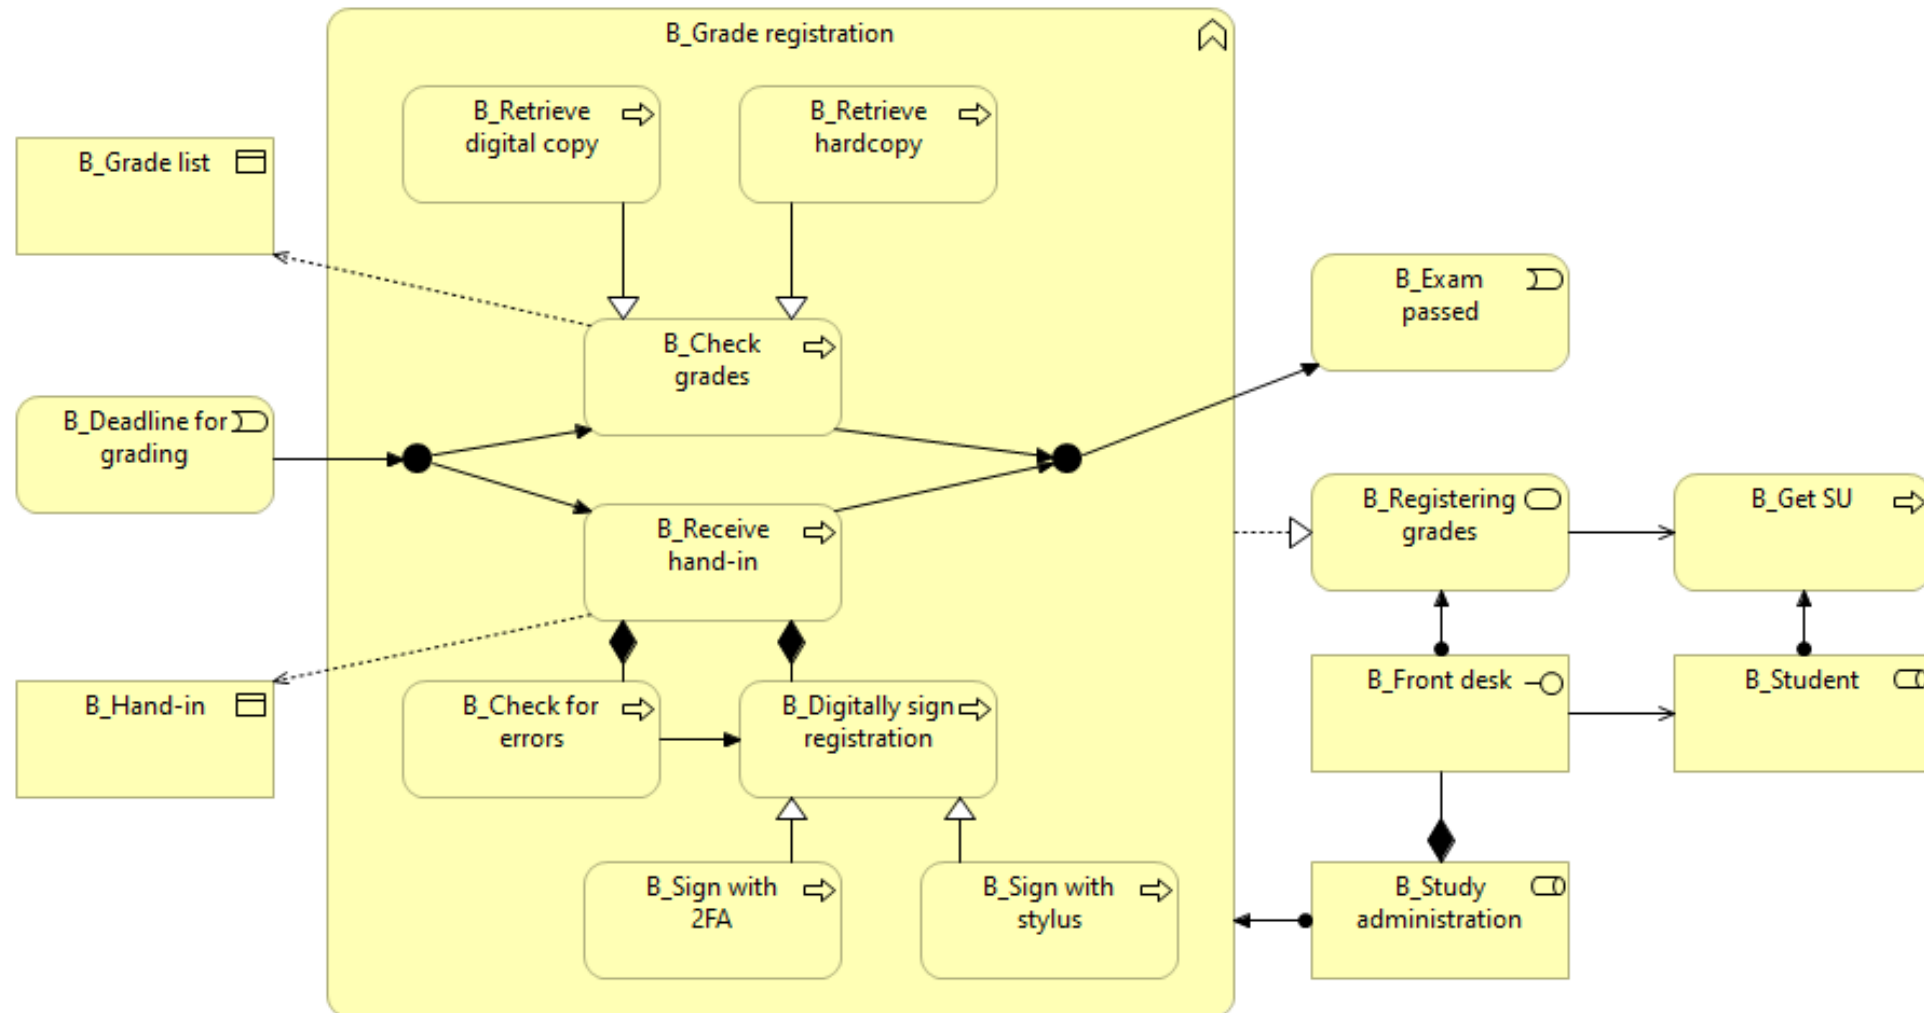 B_Grade registration
B_Retrieve
digital copy
B_Retrieve
hardcopy
B_Grade list
B_Check
grades
B_Exam
passed
B_Deadline for
grading
B_Receive
hand-in
B_Registering
grades
B_Get SU
B_Hand-in
B_Check for
errors
B_Digitally sign
registration
B_Front desk
B_Student
B_Sign with
2FA
B_Sign with
stylus
B_Study
administration